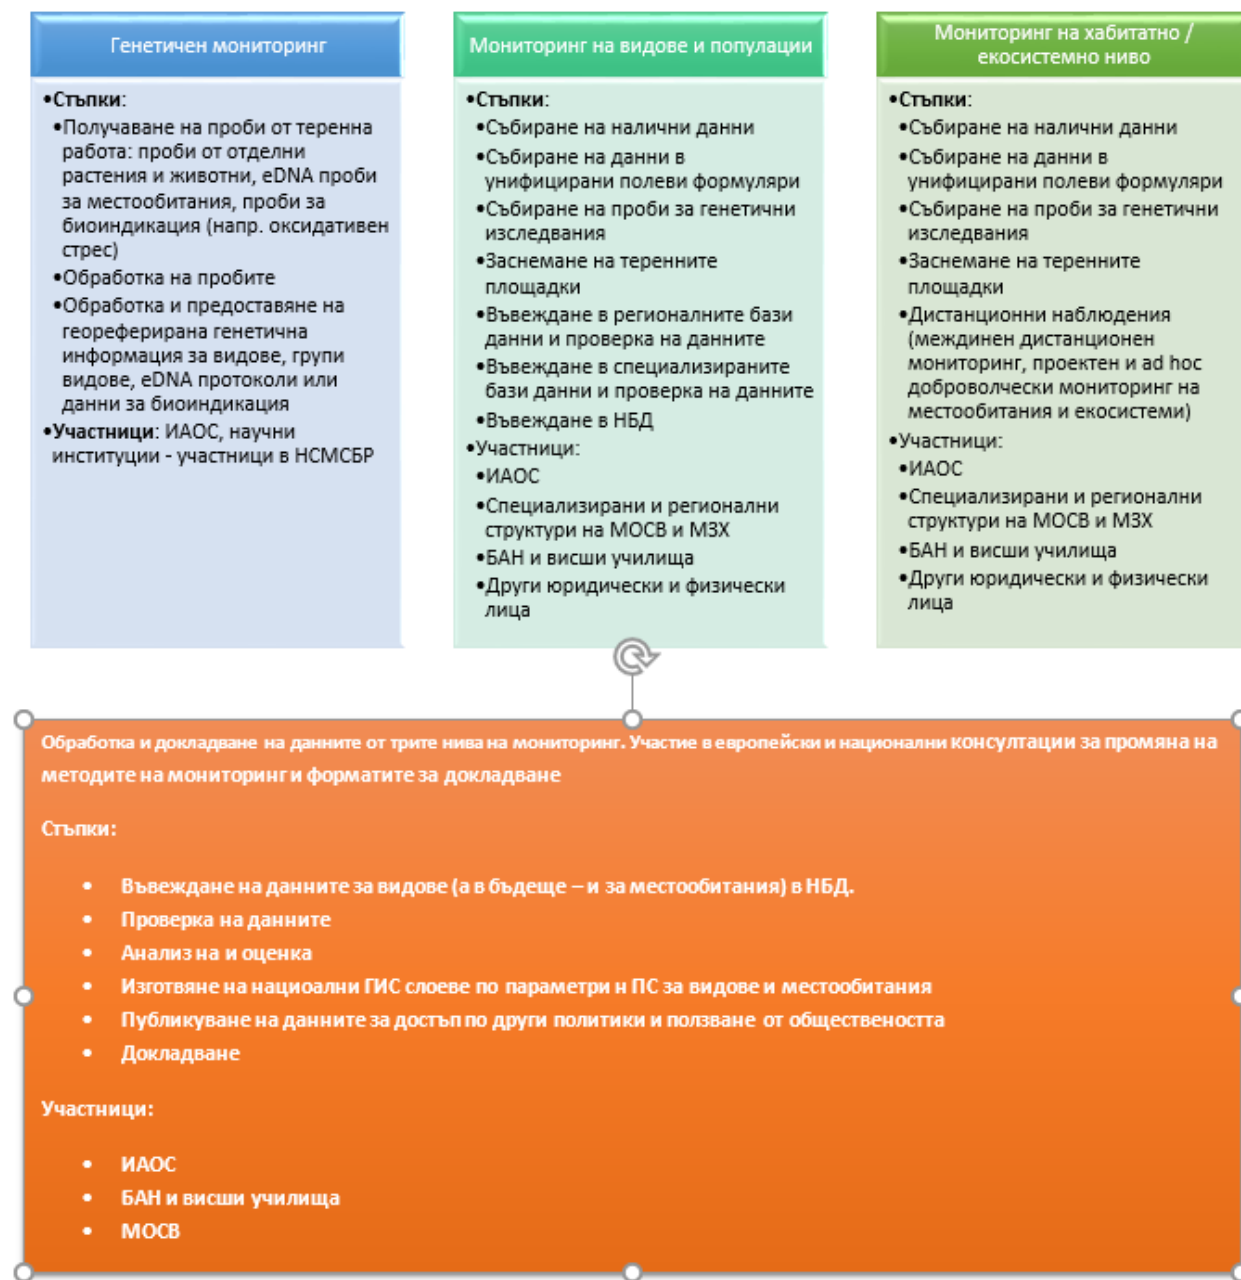 Генетичен мониторинг
•Стъпки:
•Получаване на проби от теренна
работа: проби от отделни
растения и животни, eDNA проби
за местообитания, проби за
биоиндикация (напр. оксидативен
стрес)
•Обработка на пробите
•Обработка и предоставяне на
геореферирана генетична
информация за видове, групи
видове, eDNA протоколи или
данни за биоиндикация
•Участници: ИАОС, научни
институции - участници в НСМСБР
Мониторинг на видове и популации
•Стъпки:
•Събиране на налични данни
•Събиране на данни в
унифицирани полеви формуляри
•Събиране на проби за генетични
изследвания
•Заснемане на теренните
площадки
•Въвеждане в регионалните бази
данни и проверка на данните
•Въвеждане в специализираните
бази данни и проверка на данните
•Въвеждане в НБД
•Участници:
•ИАОС
•Специализирани и регионални
структури на МОСВ и МЗХ
•БАН и висши училища
•Други юридически и физически
лица
Мониторинг на хабитатно /
екосистемно ниво
•Стъпки:
•Събиране на налични данни
•Събиране на данни в
унифицирани полеви формуляри
•Събиране на проби за генетични
изследвания
•Заснемане на теренните
площадки
•Дистанционни наблюдения
(междинен дистанционен
мониторинг, проектен и ad hoc
доброволчески мониторинг на
местообитания и екосистеми)
•Участници:
•ИАОС
•Специализирани и регионални
структури на МОСВ и МЗХ
•БАН и висши училища
•Други юридически и физически
лица
Обработка и докладване на данните от трите нива на мониторинг. Участие в европейски и национални консултации за промяна на
методите на мониторинг и форматите за докладване
Стъпки:
• Въвеждане на данните за видове (а в бъдеще – и за местообитания) в НБД.
• Проверка на данните
• Анализ на и оценка
• Изготвяне на нациоални ГИС слоеве по параметри н ПС за видове и местообитания
• Публикуване на данните за достъп по други политики и ползване от обществеността
• Докладване
Участници:
• ИАОС
• БАН и висши училища
• МОСВ